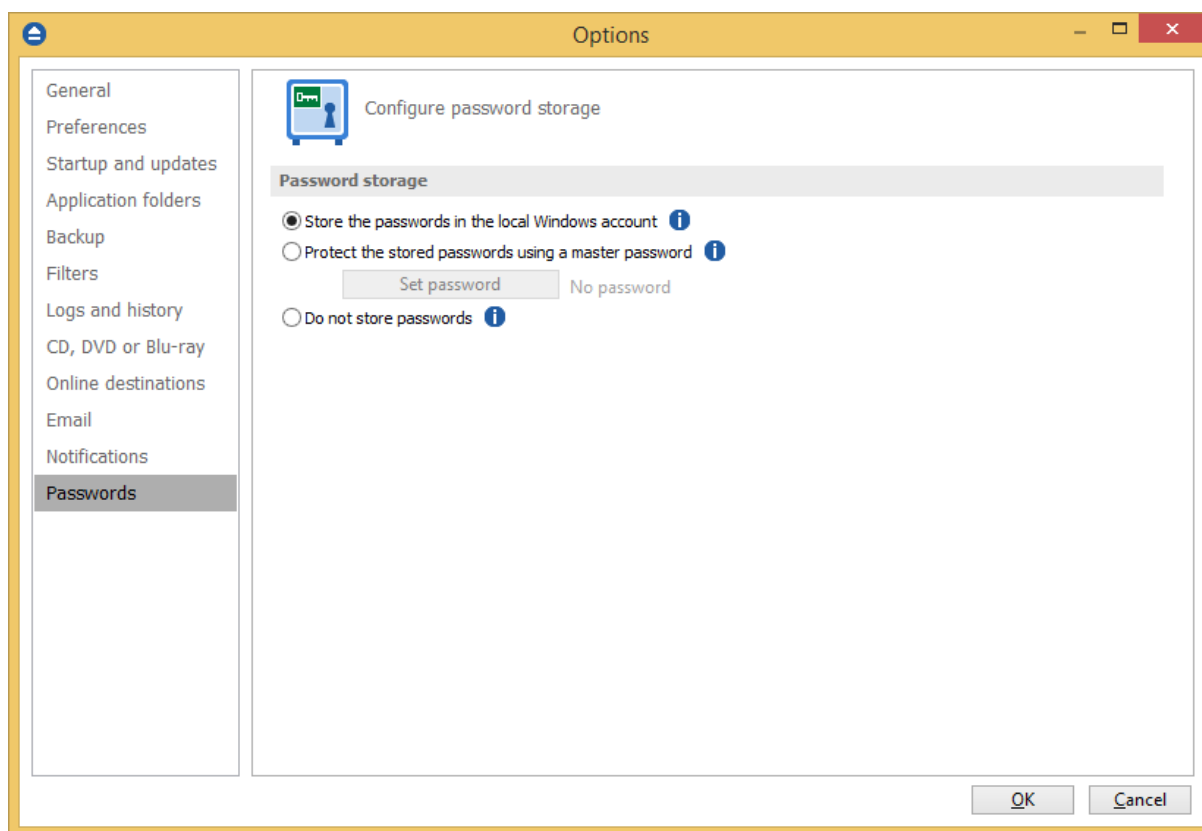 Options
General
Preferences
Startup and updates
Application folders
Backup
Filters
Logs and history
CD, DVD or Blu-ray
Online destinations
Email
Notifications
Passwords
Configure password storage
Password storage
Store the passwords in the local Windows account
Protect the stored passwords using a master password
Set password No password
Do not store passwords
OK Cancel